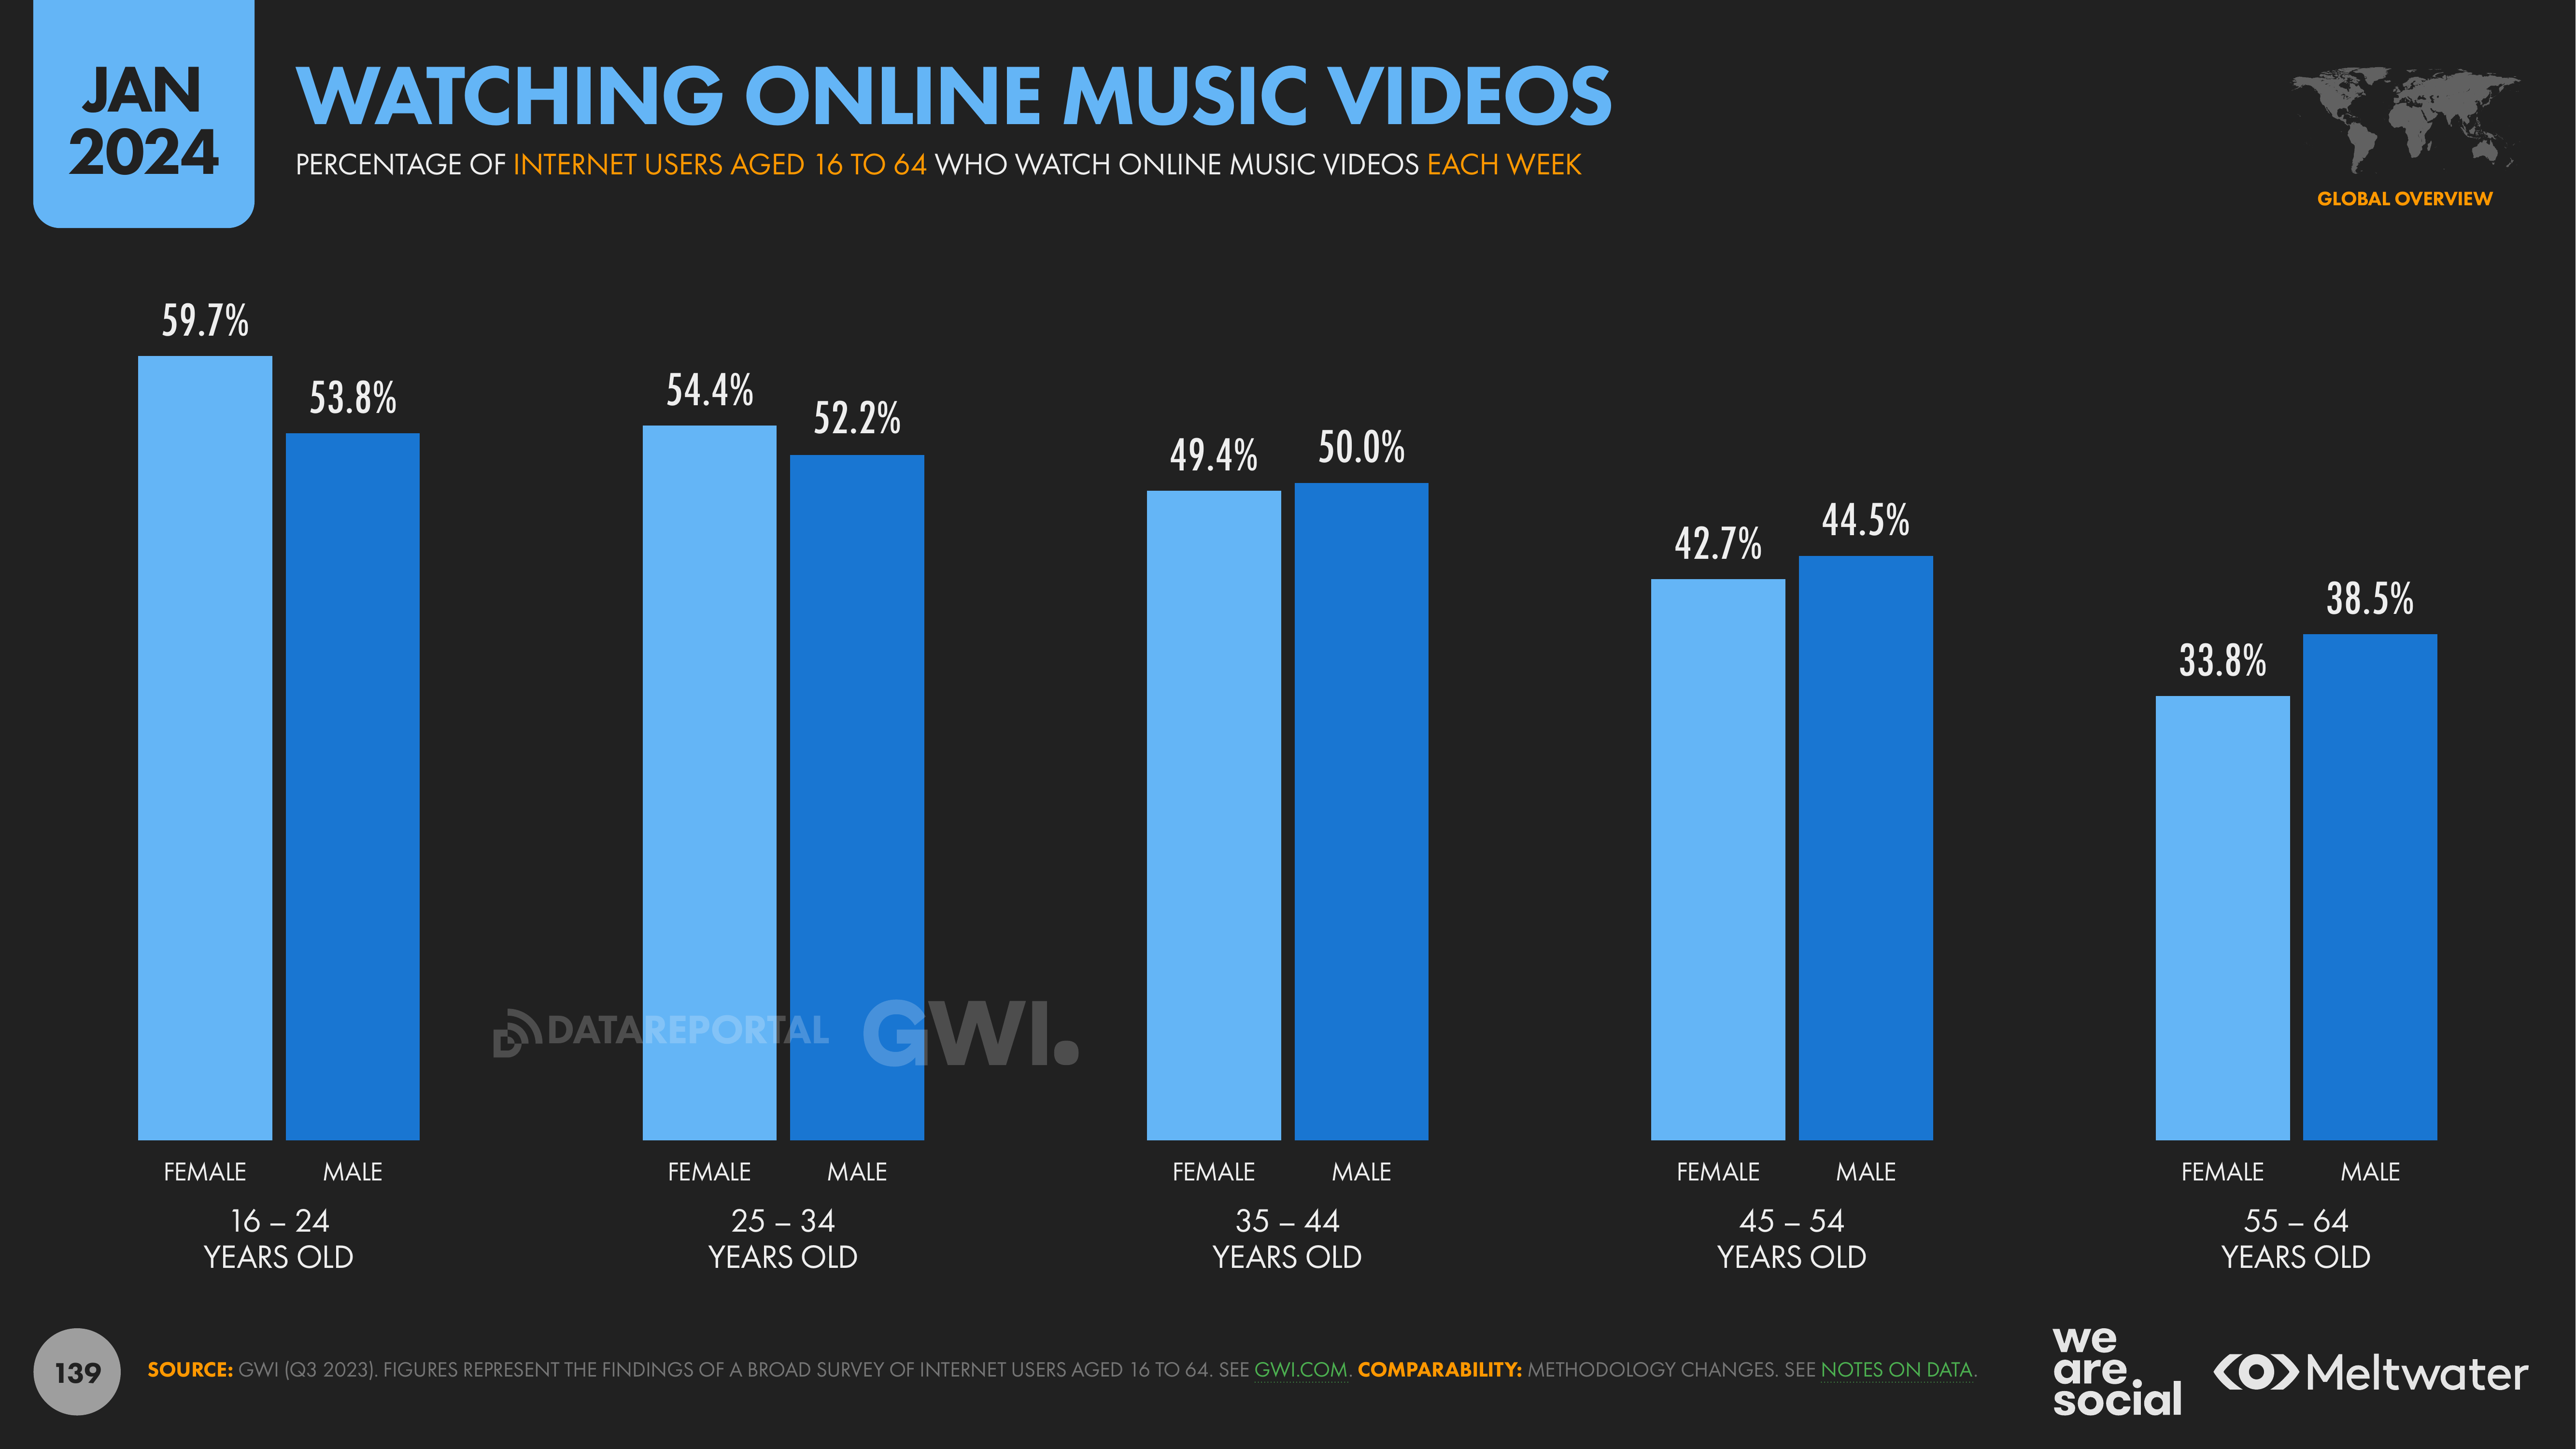 JAN
2024
WATCHING ONLINE MUSIC VIDEOS
PERCENTAGE OF INTERNET USERS AGED 16 TO 64 WHO WATCH ONLINE MUSIC VIDEOS EACH WEEK
GLOBAL OVERVIEW
59.7%
53.8%
54.4%
52.2%
49.4%
50.0%
42.7%
44.5%
33.8%
38.5%
DATAREPORTAL
GWI.
FEMALE MALE
16 – 24
YEARS OLD
FEMALE MALE
25 – 34
YEARS OLD
FEMALE MALE
35 – 44
YEARS OLD
FEMALE MALE
45 – 54
YEARS OLD
FEMALE MALE
55 – 64
YEARS OLD
139
SOURCE: GWI (Q3 2023). FIGURES REPRESENT THE FINDINGS OF A BROAD SURVEY OF INTERNET USERS AGED 16 TO 64. SEE GWI.COM. COMPARABILITY: METHODOLOGY CHANGES. SEE NOTES ON DATA.
we
are
social
Meltwater